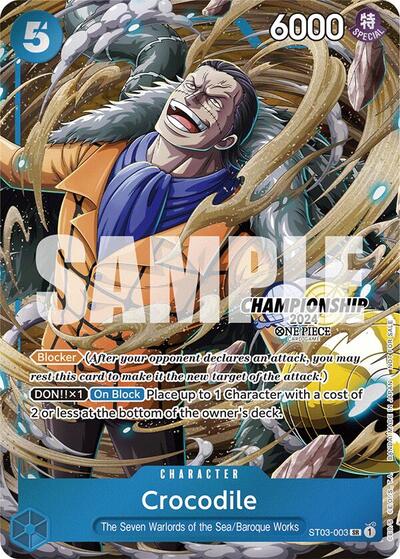 5
6000
特
SPECIAL
SAMPLE
CHAMPIONSHIP
2024
ONE PIECE
CARD GAME
Blocker (After your opponent declares an attack, you may
rest this card to make it the new target of the attack.)
DON!!×1 On Block Place up to 1 Character with a cost of
2 or less at the bottom of the owner's deck.
CHARACTER
Crocodile
The Seven Warlords of the Sea/Baroque Works
ST03-003 SR 1